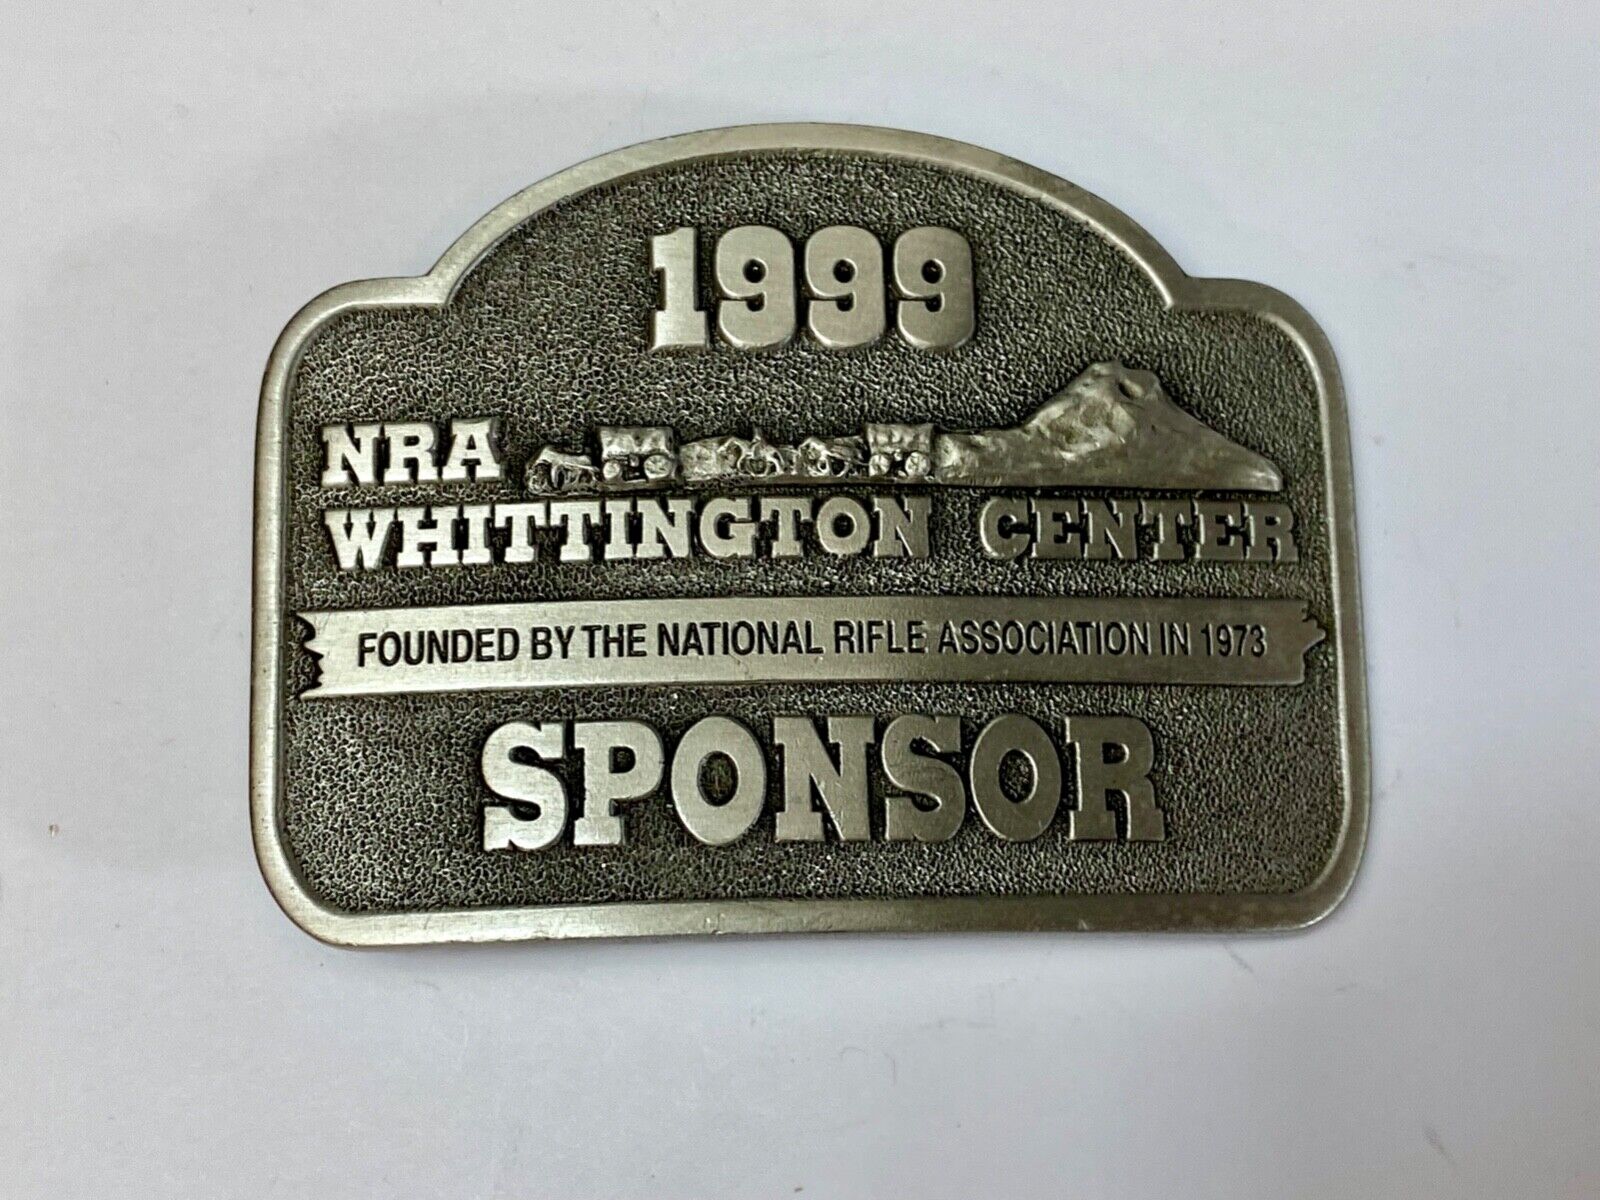 1999
NRA
WHITTINGTON CENTER
FOUNDED BY THE NATIONAL RIFLE ASSOCIATION IN 1973
SPONSOR